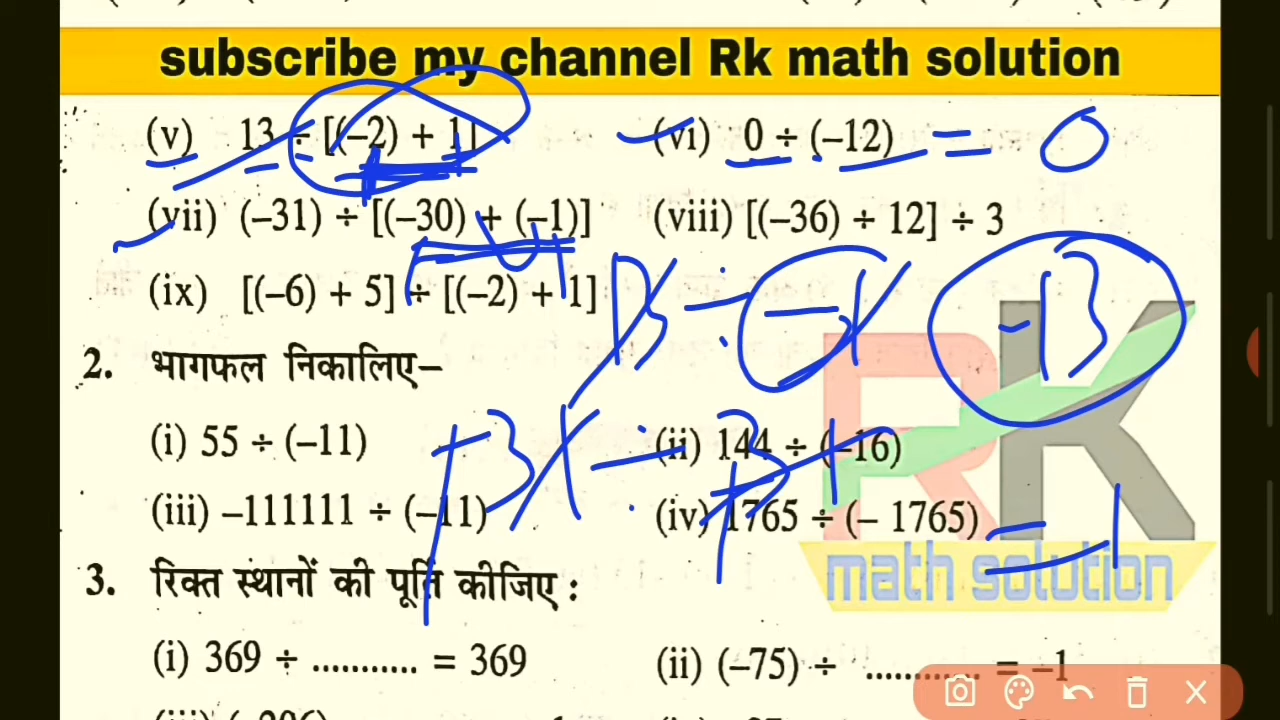 subscribe my channel Rk math solution
(v) 13 ÷ [(–2) + 1] (vi) 0 ÷ (–12) = 0
(vii) (–31) ÷ [(–30) + (–1)] (viii) [(–36) ÷ 12] ÷ 3
(ix) [(–6) + 5] ÷ [(–2) + 1] 13 ÷ –1 –13
2. भागफल निकालिए–
(i) 55 ÷ (–11) (ii) 144 ÷ (–16)
(iii) –111111 ÷ (–11) (iv) 1765 ÷ (– 1765) = 1
math solution
3. रिक्त स्थानों की पूर्ति कीजिए :
(i) 369 ÷ ........... = 369 (ii) (–75) ÷ ............ = –1